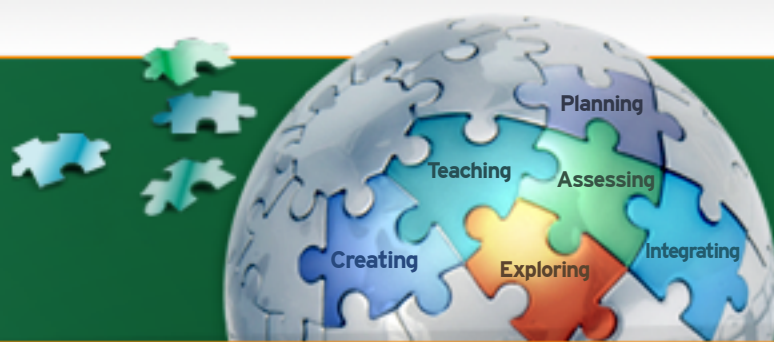 Planning
Teaching
Assessing
Integrating
Creating
Exploring